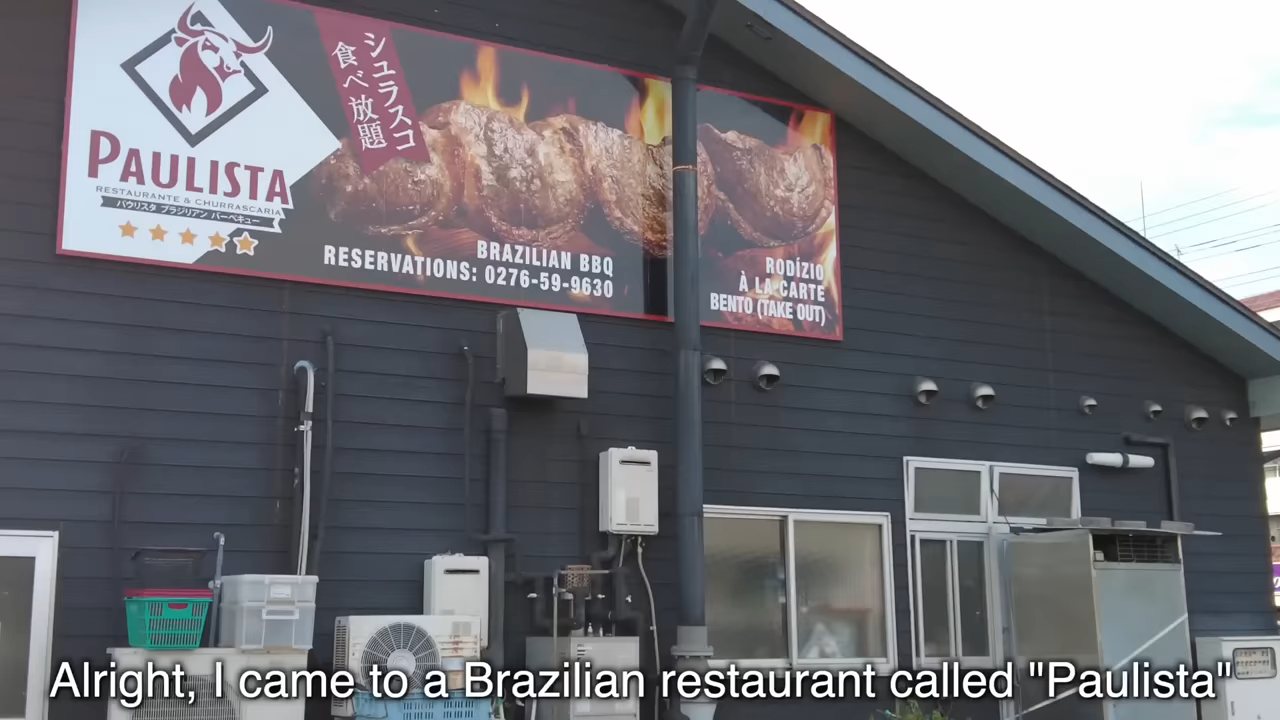 PAULISTA
RESTAURANTE & CHURRASCARIA
パウリスタ ブラジリアン バーベキュー
シュラスコ
食べ放題
BRAZILIAN BBQ
RESERVATIONS: 0276-59-9630
RODÍZIO
À LA CARTE
BENTO (TAKE OUT)
Alright, I came to a Brazilian restaurant called "Paulista"